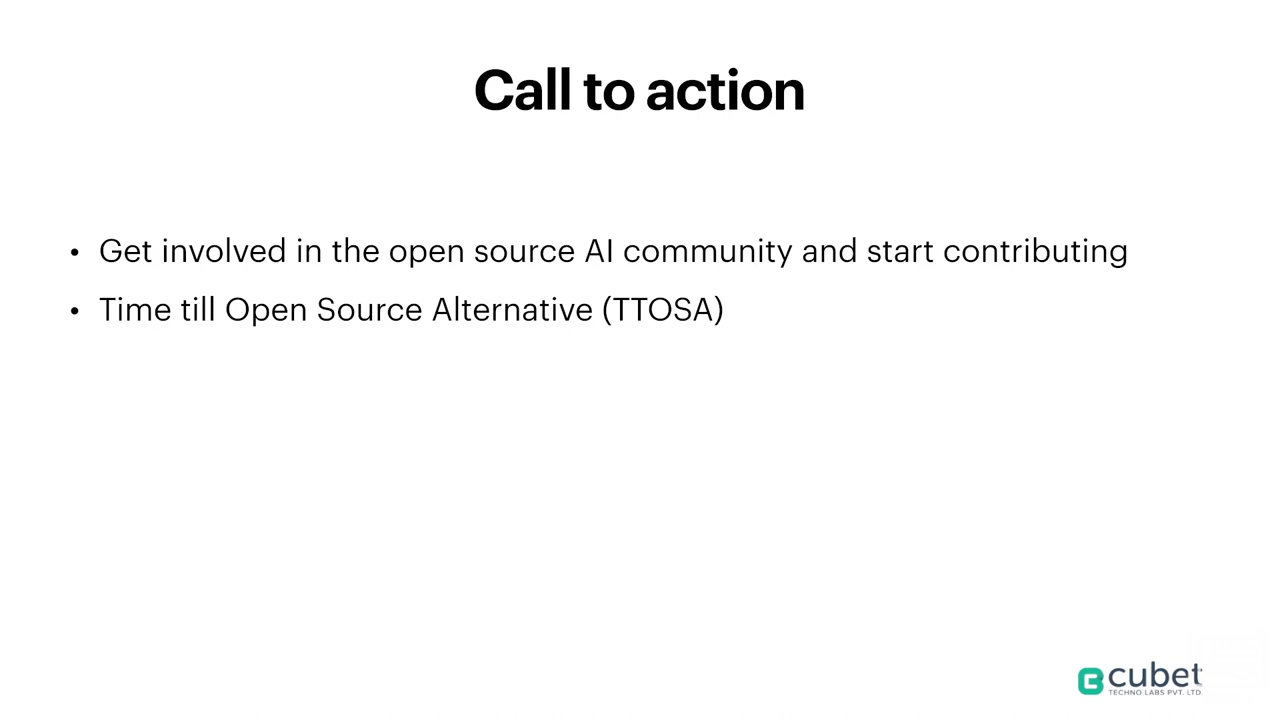 Call to action
• Get involved in the open source AI community and start contributing
• Time till Open Source Alternative (TTOSA)
cubet
TECHNO LABS PVT. LTD.